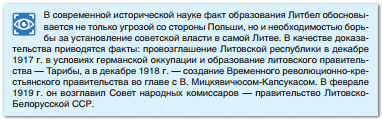 В современной исторической науке факт образования Литбел обосновы-
вается не только угрозой со стороны Польши, но и необходимостью борь-
бы за установление советской власти в самой Литве. В качестве доказа-
тельства приводятся факты: провозглашение Литовской республики в декабре
1917 г. в условиях германской оккупации и образование литовского правитель-
ства — Тарибы, а в декабре 1918 г. — создание Временного революционно-кре-
стьянского правительства во главе с В. Мицкявичюсом-Капсукасом. В феврале
1919 г. он возглавил Совет народных комиссаров — правительство Литовско-
Белорусской ССР.